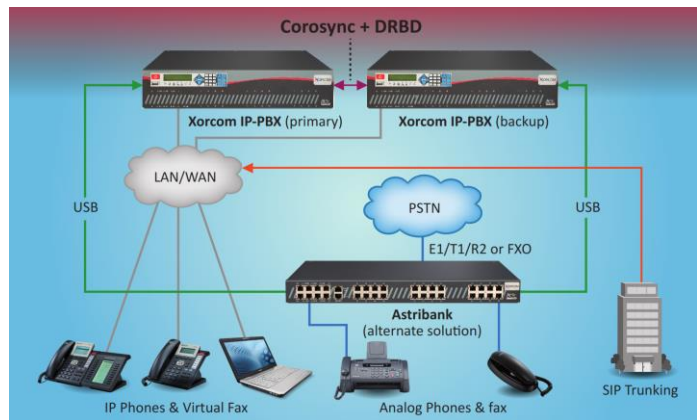 Corosync + DRBD
Xorcom IP-PBX (primary)
Xorcom IP-PBX (backup)
LAN/WAN
USB
PSTN
USB
E1/T1/R2 or FXO
Astribank
(alternate solution)
IP Phones & Virtual Fax
Analog Phones & fax
SIP Trunking